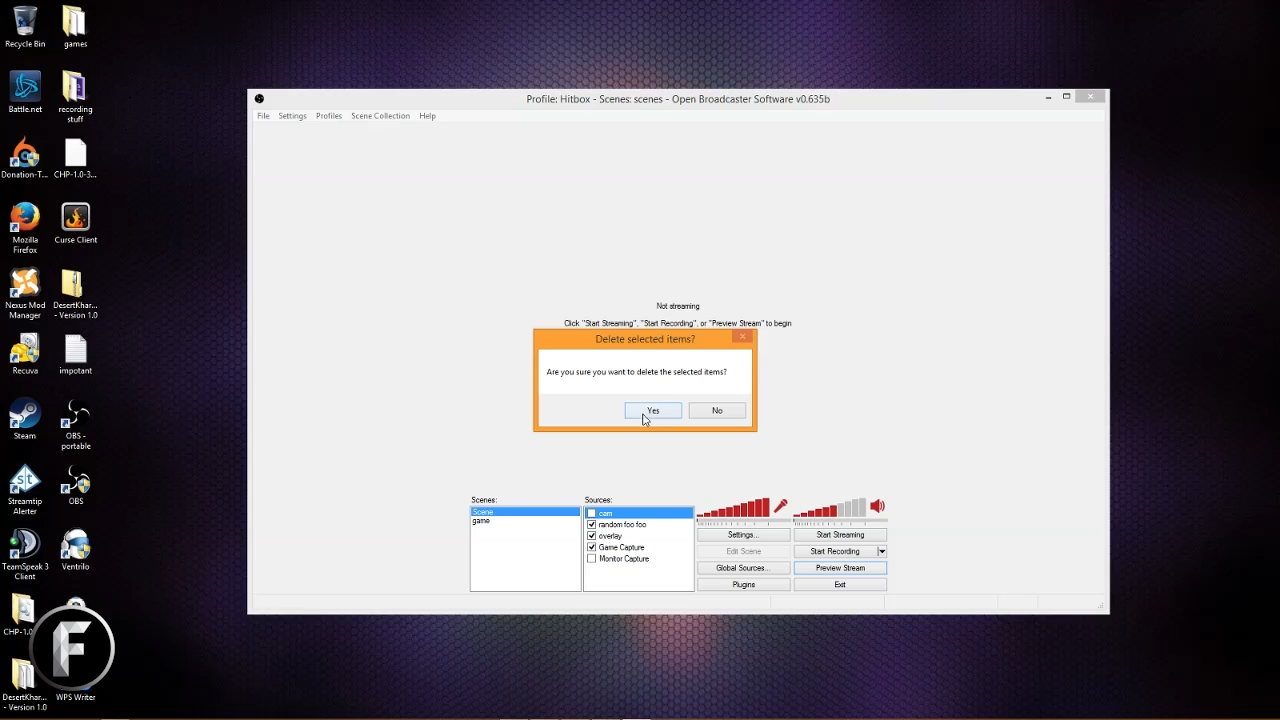 Recycle Bin
games
Battle.net
recording
stuff
Donation-T...
CHP-1.0-3...
Mozilla
Firefox
Curse Client
Nexus Mod
Manager
DesertKhar...
- Version 1.0
Recuva
impotant
Steam
OBS -
portable
Streamtip
Alerter
OBS
TeamSpeak 3
Client
Ventrilo
CHP-1.0
F
DesertKhar...
- Version 1.0
WPS Writer
Profile: Hitbox - Scenes: scenes - Open Broadcaster Software v0.635b
File Settings Profiles Scene Collection Help
Not streaming
Click "Start Streaming", "Start Recording", or "Preview Stream" to begin
Delete selected items?
Are you sure you want to delete the selected items?
Yes No
Scenes:
Scene
game
Sources:
cam
random foo foo
overlay
Game Capture
Monitor Capture
Settings... Start Streaming
Edit Scene Start Recording
Global Sources... Preview Stream
Plugins Exit